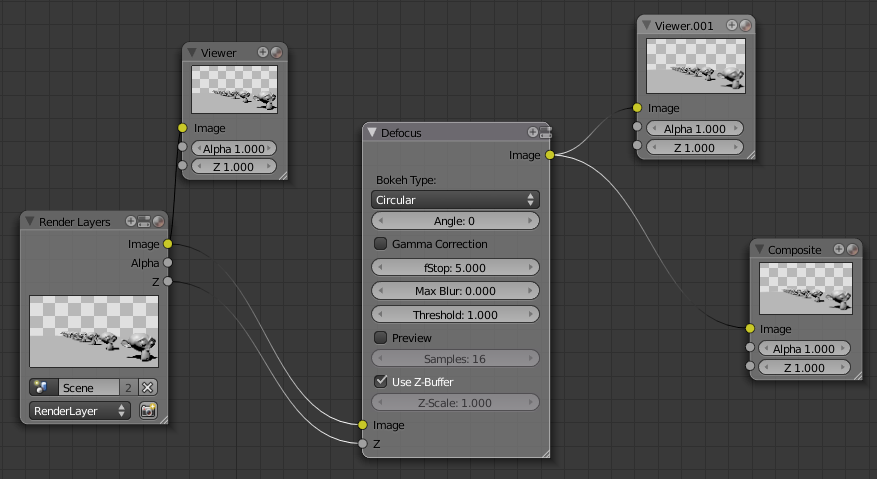 Viewer
Image
Alpha 1.000
Z 1.000
Render Layers
Image
Alpha
Z
Scene
2
RenderLayer
Defocus
Image
Bokeh Type:
Circular
Angle: 0
Gamma Correction
fStop: 5.000
Max Blur: 0.000
Threshold: 1.000
Preview
Samples: 16
Use Z-Buffer
Z-Scale: 1.000
Image
Z
Viewer.001
Image
Alpha 1.000
Z 1.000
Composite
Image
Alpha 1.000
Z 1.000